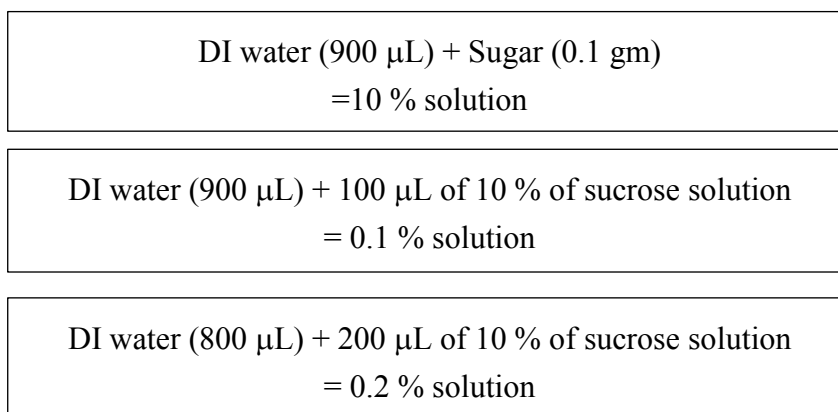 DI water (900 μL) + Sugar (0.1 gm)
=10 % solution
DI water (900 μL) + 100 μL of 10 % of sucrose solution
= 0.1 % solution
DI water (800 μL) + 200 μL of 10 % of sucrose solution
= 0.2 % solution